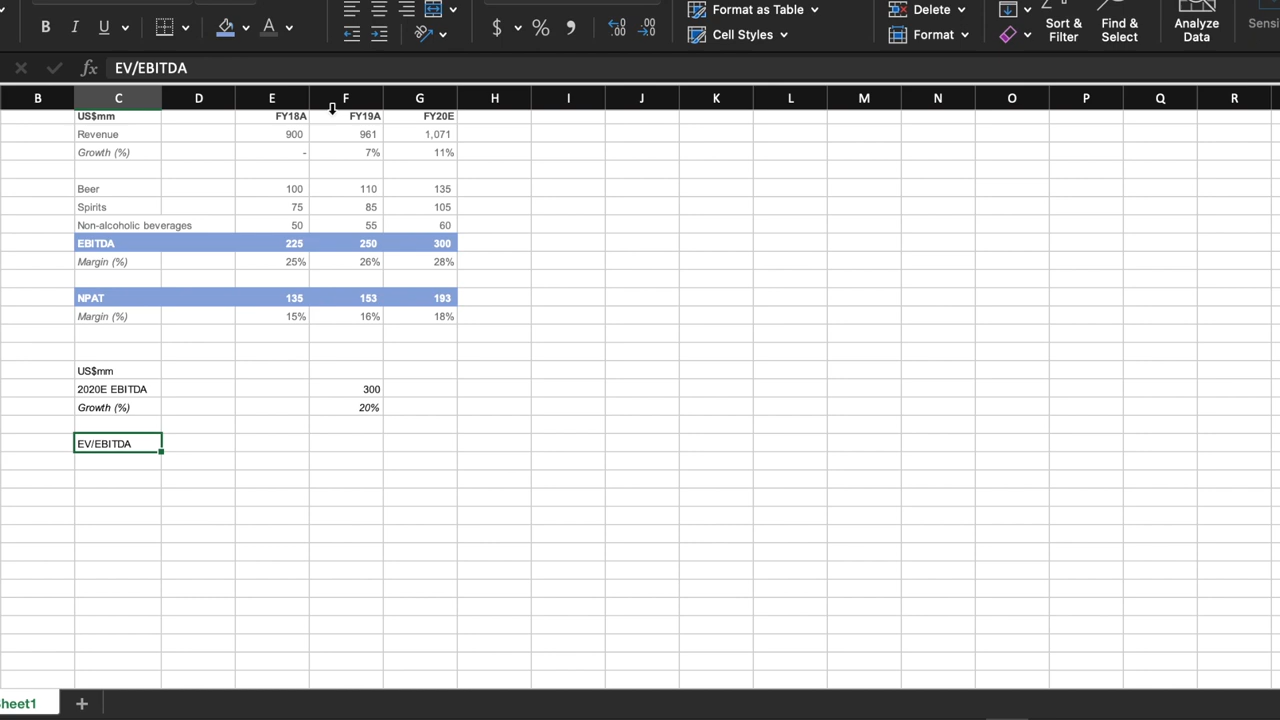 B I U A $ % Format as Table Cell Styles Delete Format Sort & Filter Find & Select Analyze Data Sensi
fx EV/EBITDA
B C D E F G H I J K L M N O P Q R
US$mm FY18A FY19A FY20E
Revenue 900 961 1,071
Growth (%) - 7% 11%
Beer 100 110 135
Spirits 75 85 105
Non-alcoholic beverages 50 55 60
EBITDA 225 250 300
Margin (%) 25% 26% 28%
NPAT 135 153 193
Margin (%) 15% 16% 18%
US$mm
2020E EBITDA 300
Growth (%) 20%
EV/EBITDA
heet1 +